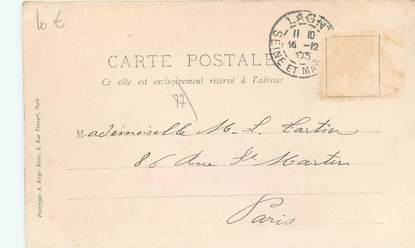 10 €
LAGNY
11 10
14 -12
03
SEINE ET MARNE
CARTE POSTALE
Ce côté est exclusivement réservé à l'adresse
77
Mademoiselle M. L. Cartier
86 rue St Martin
Paris